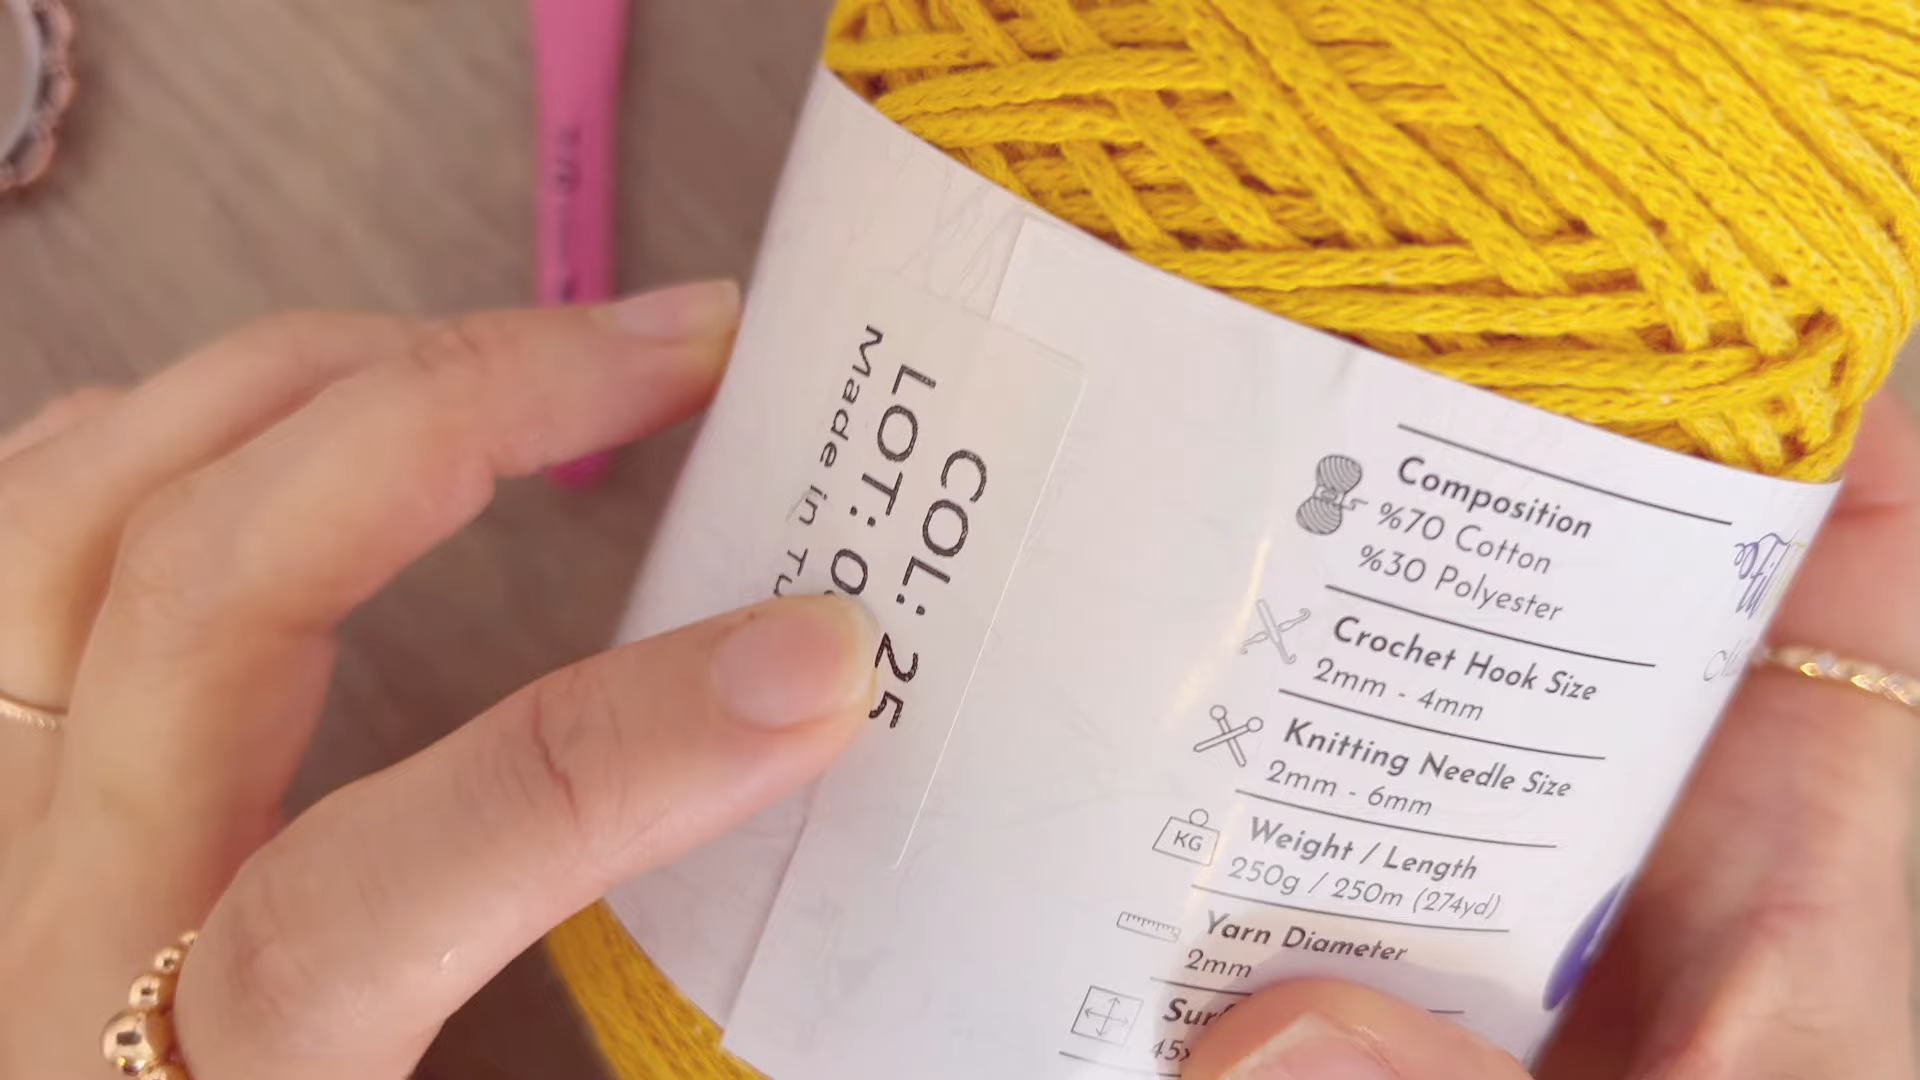 COL: 25
LOT: 0
Made in
Composition
%70 Cotton
%30 Polyester
Crochet Hook Size
2mm - 4mm
Knitting Needle Size
2mm - 6mm
KG
Weight / Length
250g / 250m (274yd)
Yarn Diameter
2mm